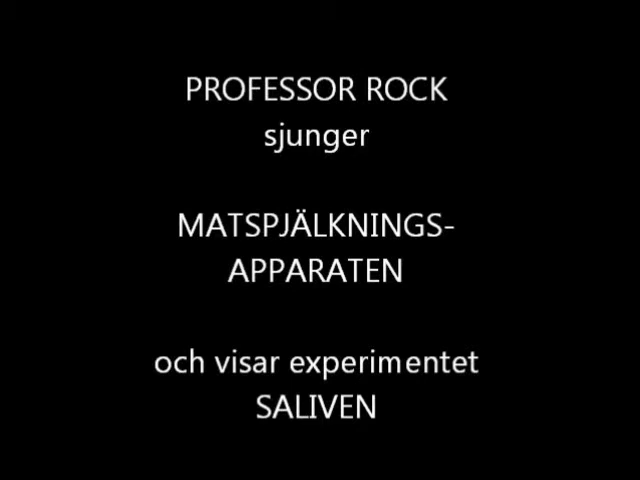 PROFESSOR ROCK
sjunger
MATSPJÄLKNINGS-
APPARATEN
och visar experimentet
SALIVEN